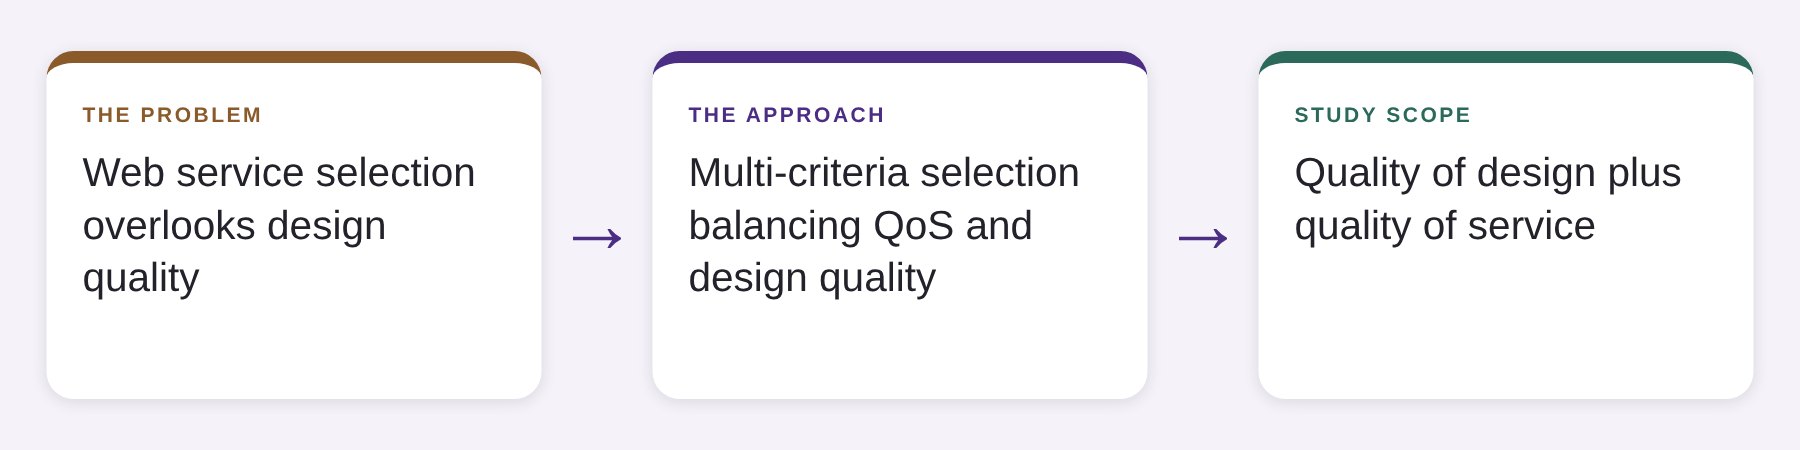 THE PROBLEM
Web service selection
overlooks design
quality
THE APPROACH
Multi-criteria selection
balancing QoS and
design quality
STUDY SCOPE
Quality of design plus
quality of service